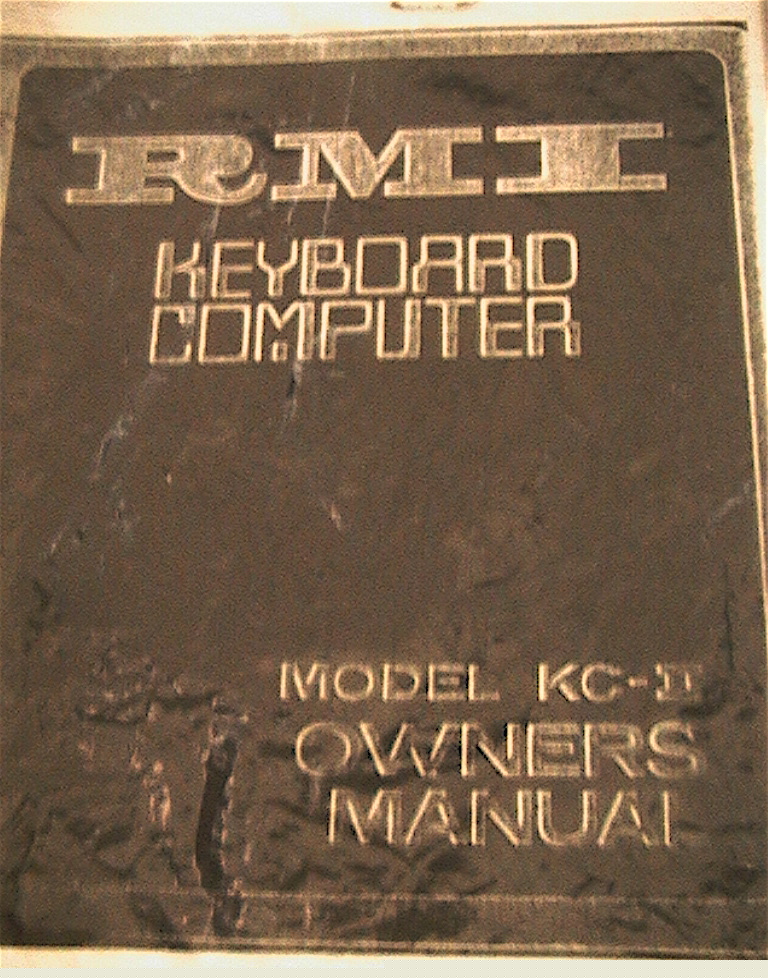 RMI
KEYBOARD
COMPUTER
MODEL KC-II
OWNERS
MANUAL